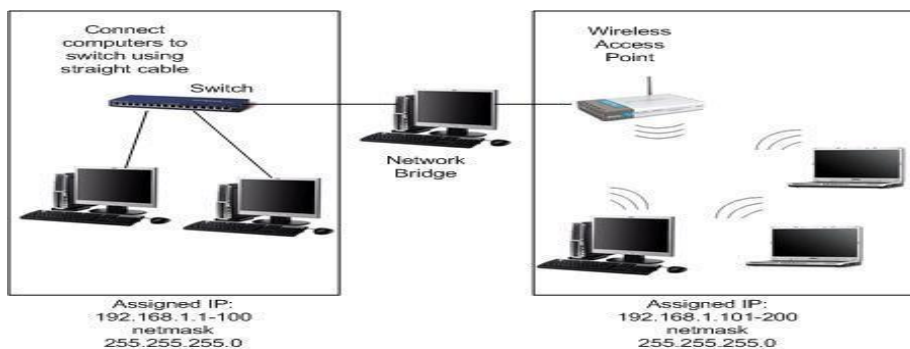 Connect
computers to
switch using
straight cable
Switch
Network
Bridge
Wireless
Access
Point
Assigned IP:
192.168.1.1-100
netmask
255.255.255.0
Assigned IP:
192.168.1.101-200
netmask
255.255.255.0